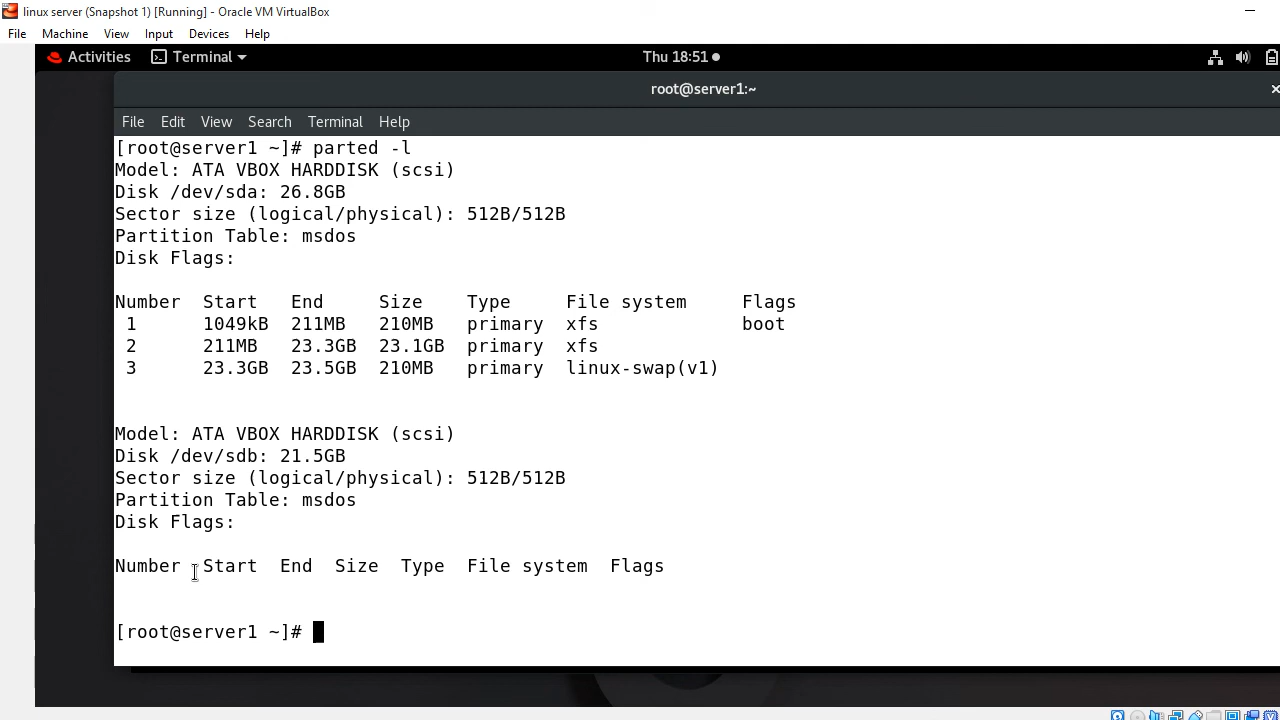 linux server (Snapshot 1) [Running] - Oracle VM VirtualBox
File Machine View Input Devices Help
Activities Terminal Thu 18:51
root@server1:~
File Edit View Search Terminal Help
[root@server1 ~]# parted -l
Model: ATA VBOX HARDDISK (scsi)
Disk /dev/sda: 26.8GB
Sector size (logical/physical): 512B/512B
Partition Table: msdos
Disk Flags:
Number Start End Size Type File system Flags
1 1049kB 211MB 210MB primary xfs boot
2 211MB 23.3GB 23.1GB primary xfs
3 23.3GB 23.5GB 210MB primary linux-swap(v1)
Model: ATA VBOX HARDDISK (scsi)
Disk /dev/sdb: 21.5GB
Sector size (logical/physical): 512B/512B
Partition Table: msdos
Disk Flags:
Number Start End Size Type File system Flags
[root@server1 ~]#